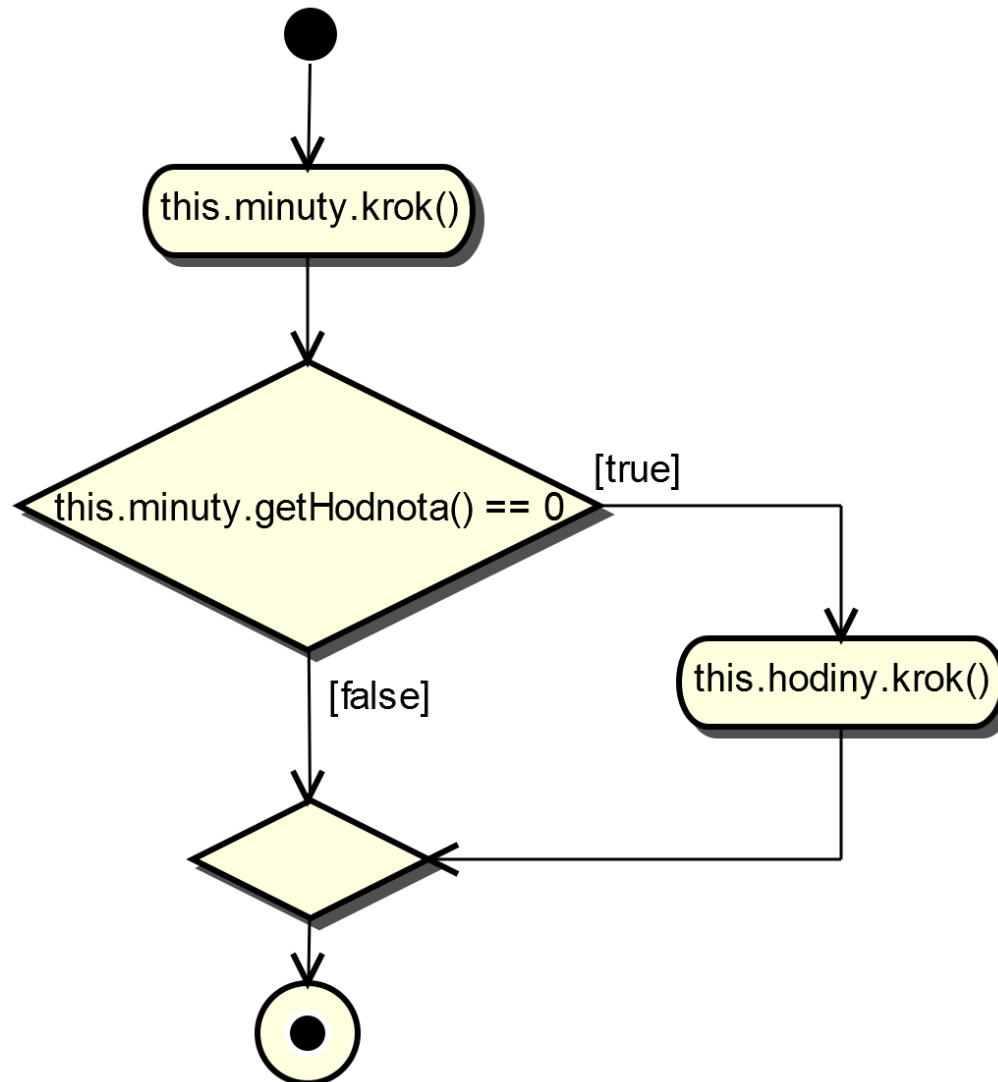 this.minuty.krok()
[true]
this.minuty.getHodnota() == 0
this.hodiny.krok()
[false]